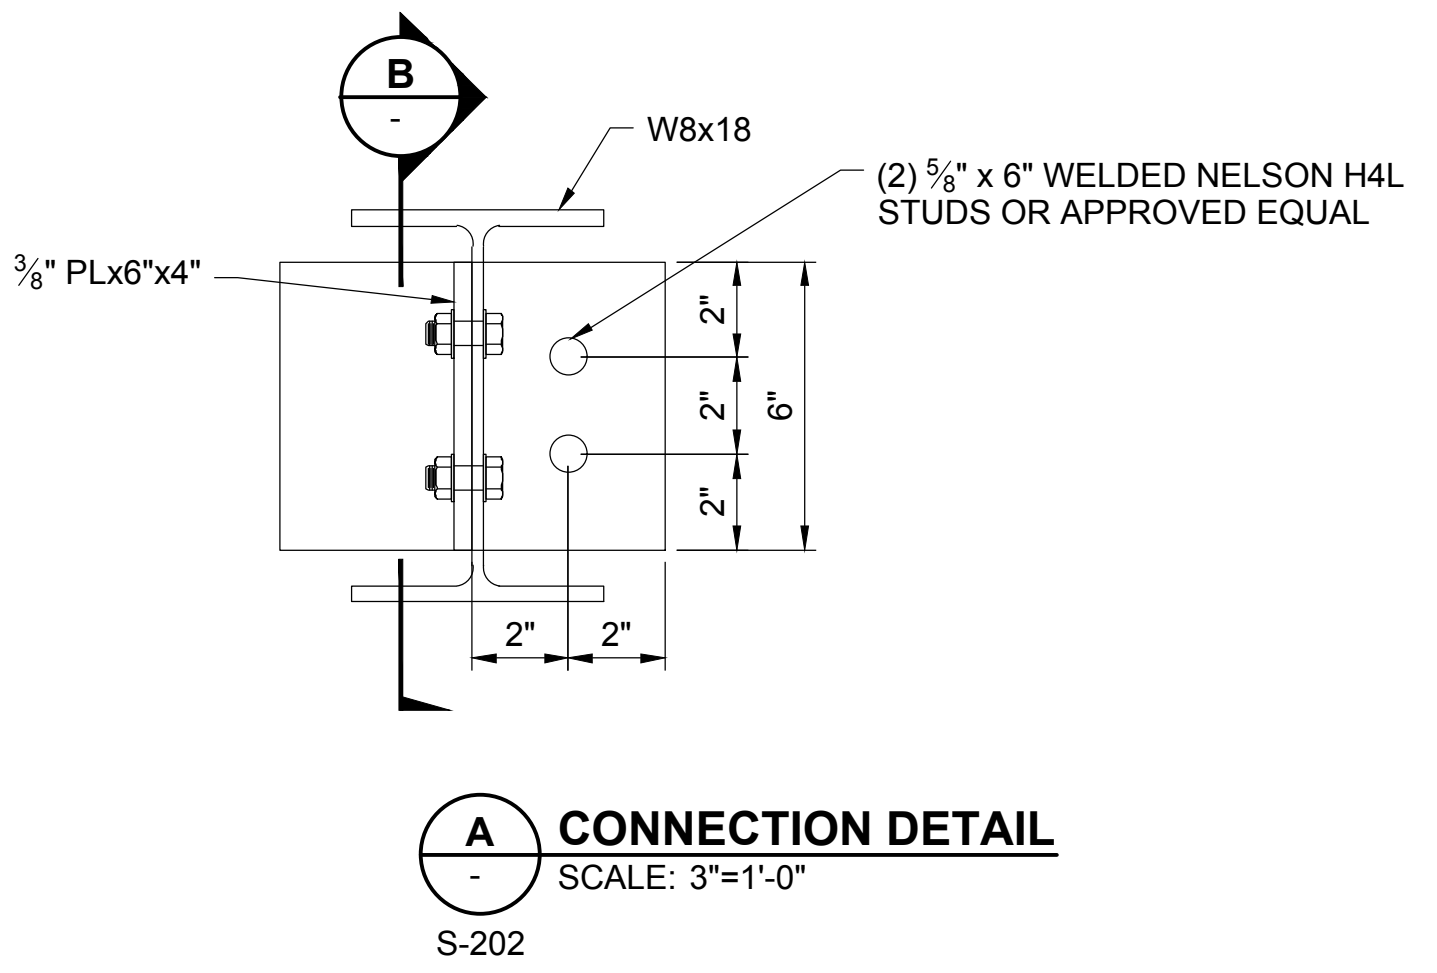 B
-
W8x18
(2) ⅝" x 6" WELDED NELSON H4L
STUDS OR APPROVED EQUAL
⅜" PLx6"x4"
2"
2"
6"
2"
2"
2"
A
-
CONNECTION DETAIL
SCALE: 3"=1'-0"
S-202